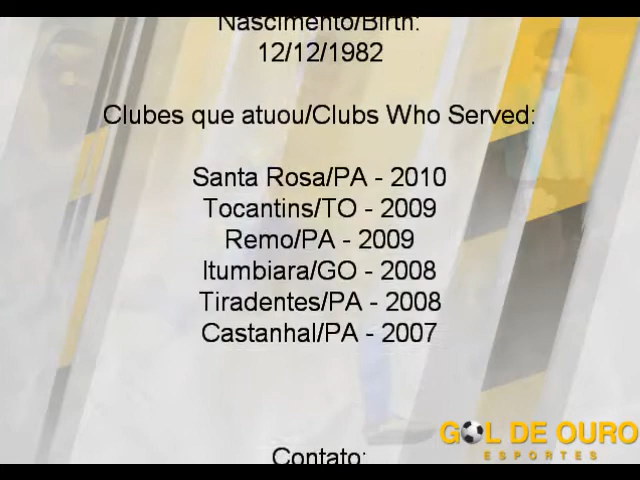 Nascimento/Birth:
12/12/1982
Clubes que atuou/Clubs Who Served:
Santa Rosa/PA - 2010
Tocantins/TO - 2009
Remo/PA - 2009
Itumbiara/GO - 2008
Tiradentes/PA - 2008
Castanhal/PA - 2007
GOL DE OURO
ESPORTES
Contato: